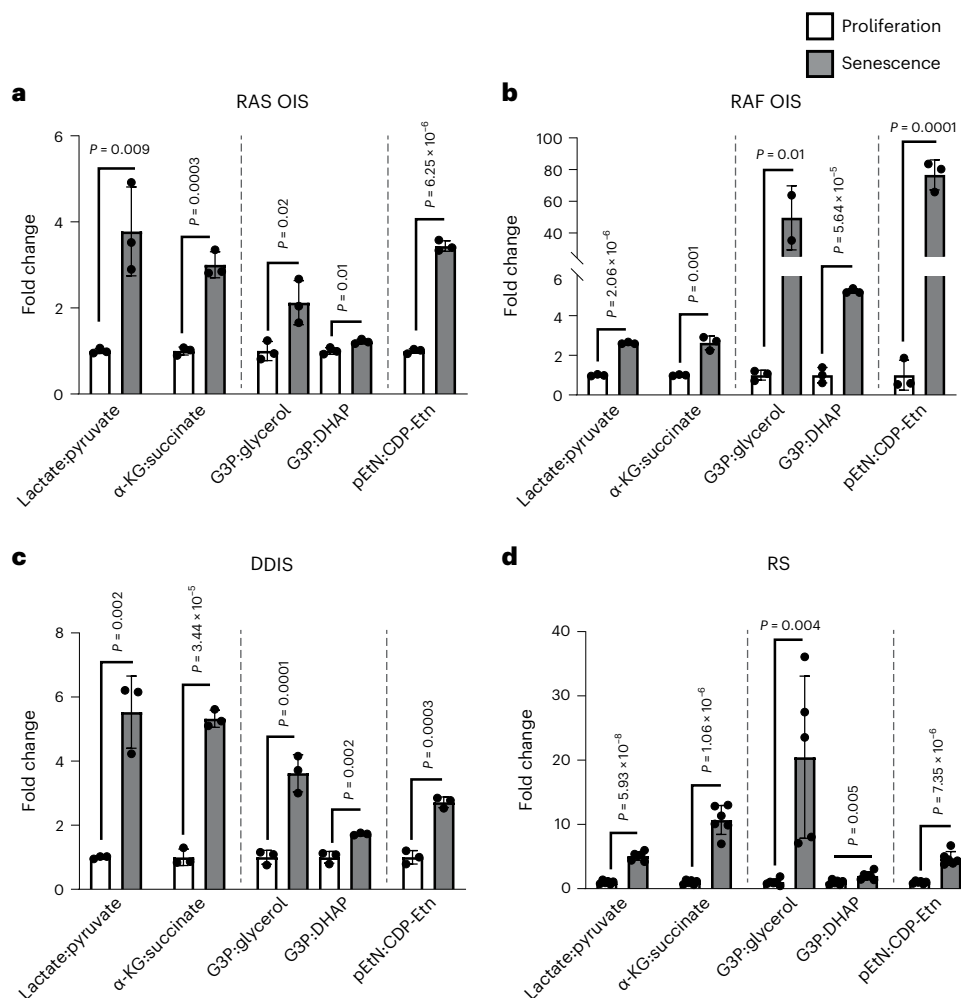 Proliferation
Senescence
a
RAS OIS
Fold change
6
4
2
0
P = 0.009
P = 0.0003
P = 0.02
P = 0.01
P = 6.25 × 10⁻⁶
Lactate:pyruvate
α-KG:succinate
G3P:glycerol
G3P:DHAP
pEtN:CDP-Etn
b
RAF OIS
Fold change
100
80
60
40
6
4
2
0
P = 2.06 × 10⁻⁶
P = 0.001
P = 0.01
P = 5.64 × 10⁻⁵
P = 0.0001
Lactate:pyruvate
α-KG:succinate
G3P:glycerol
G3P:DHAP
pEtN:CDP-Etn
c
DDIS
Fold change
8
6
4
2
0
P = 0.002
P = 3.44 × 10⁻⁵
P = 0.0001
P = 0.002
P = 0.0003
Lactate:pyruvate
α-KG:succinate
G3P:glycerol
G3P:DHAP
pEtN:CDP-Etn
d
RS
Fold change
40
30
20
10
0
P = 5.93 × 10⁻⁸
P = 1.06 × 10⁻⁶
P = 0.004
P = 0.005
P = 7.35 × 10⁻⁶
Lactate:pyruvate
α-KG:succinate
G3P:glycerol
G3P:DHAP
pEtN:CDP-Etn